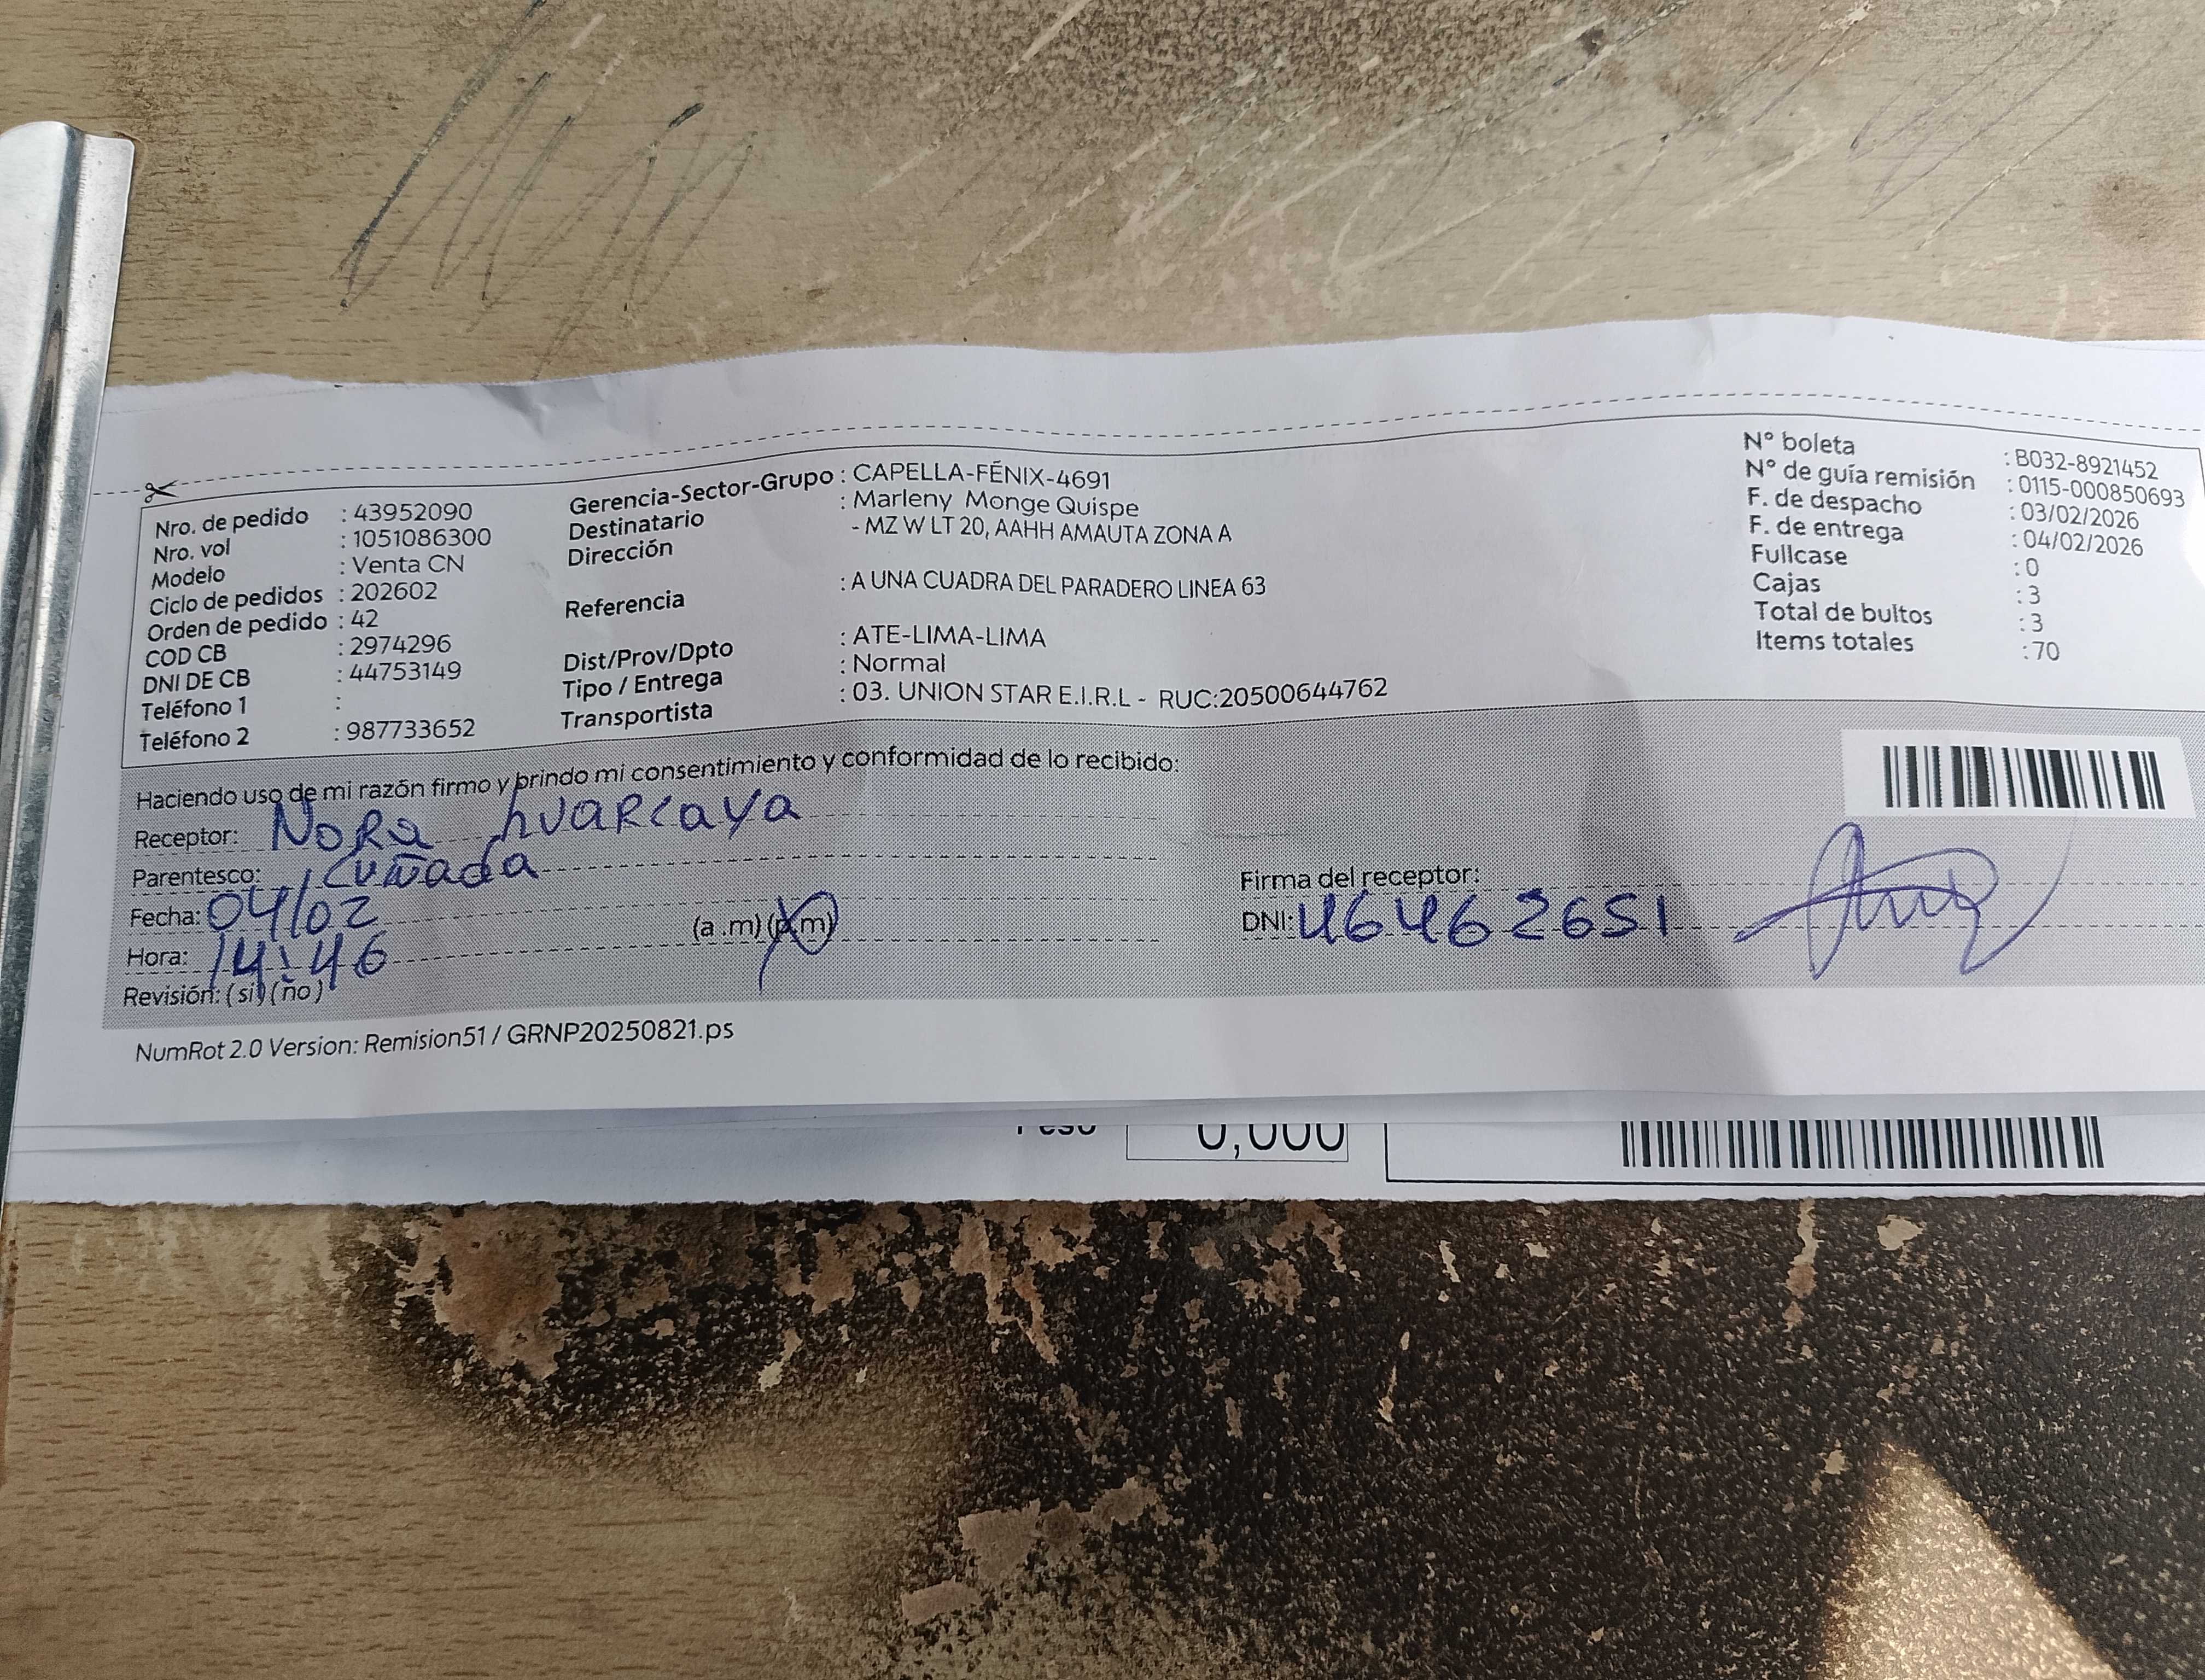 Nro. de pedido : 43952090
Nro. vol : 1051086300
Modelo : Venta CN
Ciclo de pedidos : 202602
Orden de pedido : 42
COD CB : 2974296
DNI DE CB : 44753149
Teléfono 1 :
Teléfono 2 : 987733652
Gerencia-Sector-Grupo : CAPELLA-FÉNIX-4691
Destinatario : Marleny Monge Quispe
Dirección - MZ W LT 20, AAHH AMAUTA ZONA A
Referencia : A UNA CUADRA DEL PARADERO LINEA 63
Dist/Prov/Dpto : ATE-LIMA-LIMA
Tipo / Entrega : Normal
Transportista : 03. UNION STAR E.I.R.L - RUC:20500644762
N° boleta : B032-8921452
N° de guía remisión : 0115-000850693
F. de despacho : 03/02/2026
F. de entrega : 04/02/2026
Fullcase : 0
Cajas : 3
Total de bultos : 3
Items totales : 70
Haciendo uso de mi razón firmo y brindo mi consentimiento y conformidad de lo recibido:
Receptor: NoRa huaRcaya
Parentesco: cuñada
Fecha: 04/02
Hora: 14:46 (a .m) (p.m)
Revisión: (si) (no)
Firma del receptor:
DNI: 46462651
NumRot 2.0 Version: Remision51 / GRNP20250821.ps
Peso 0,000